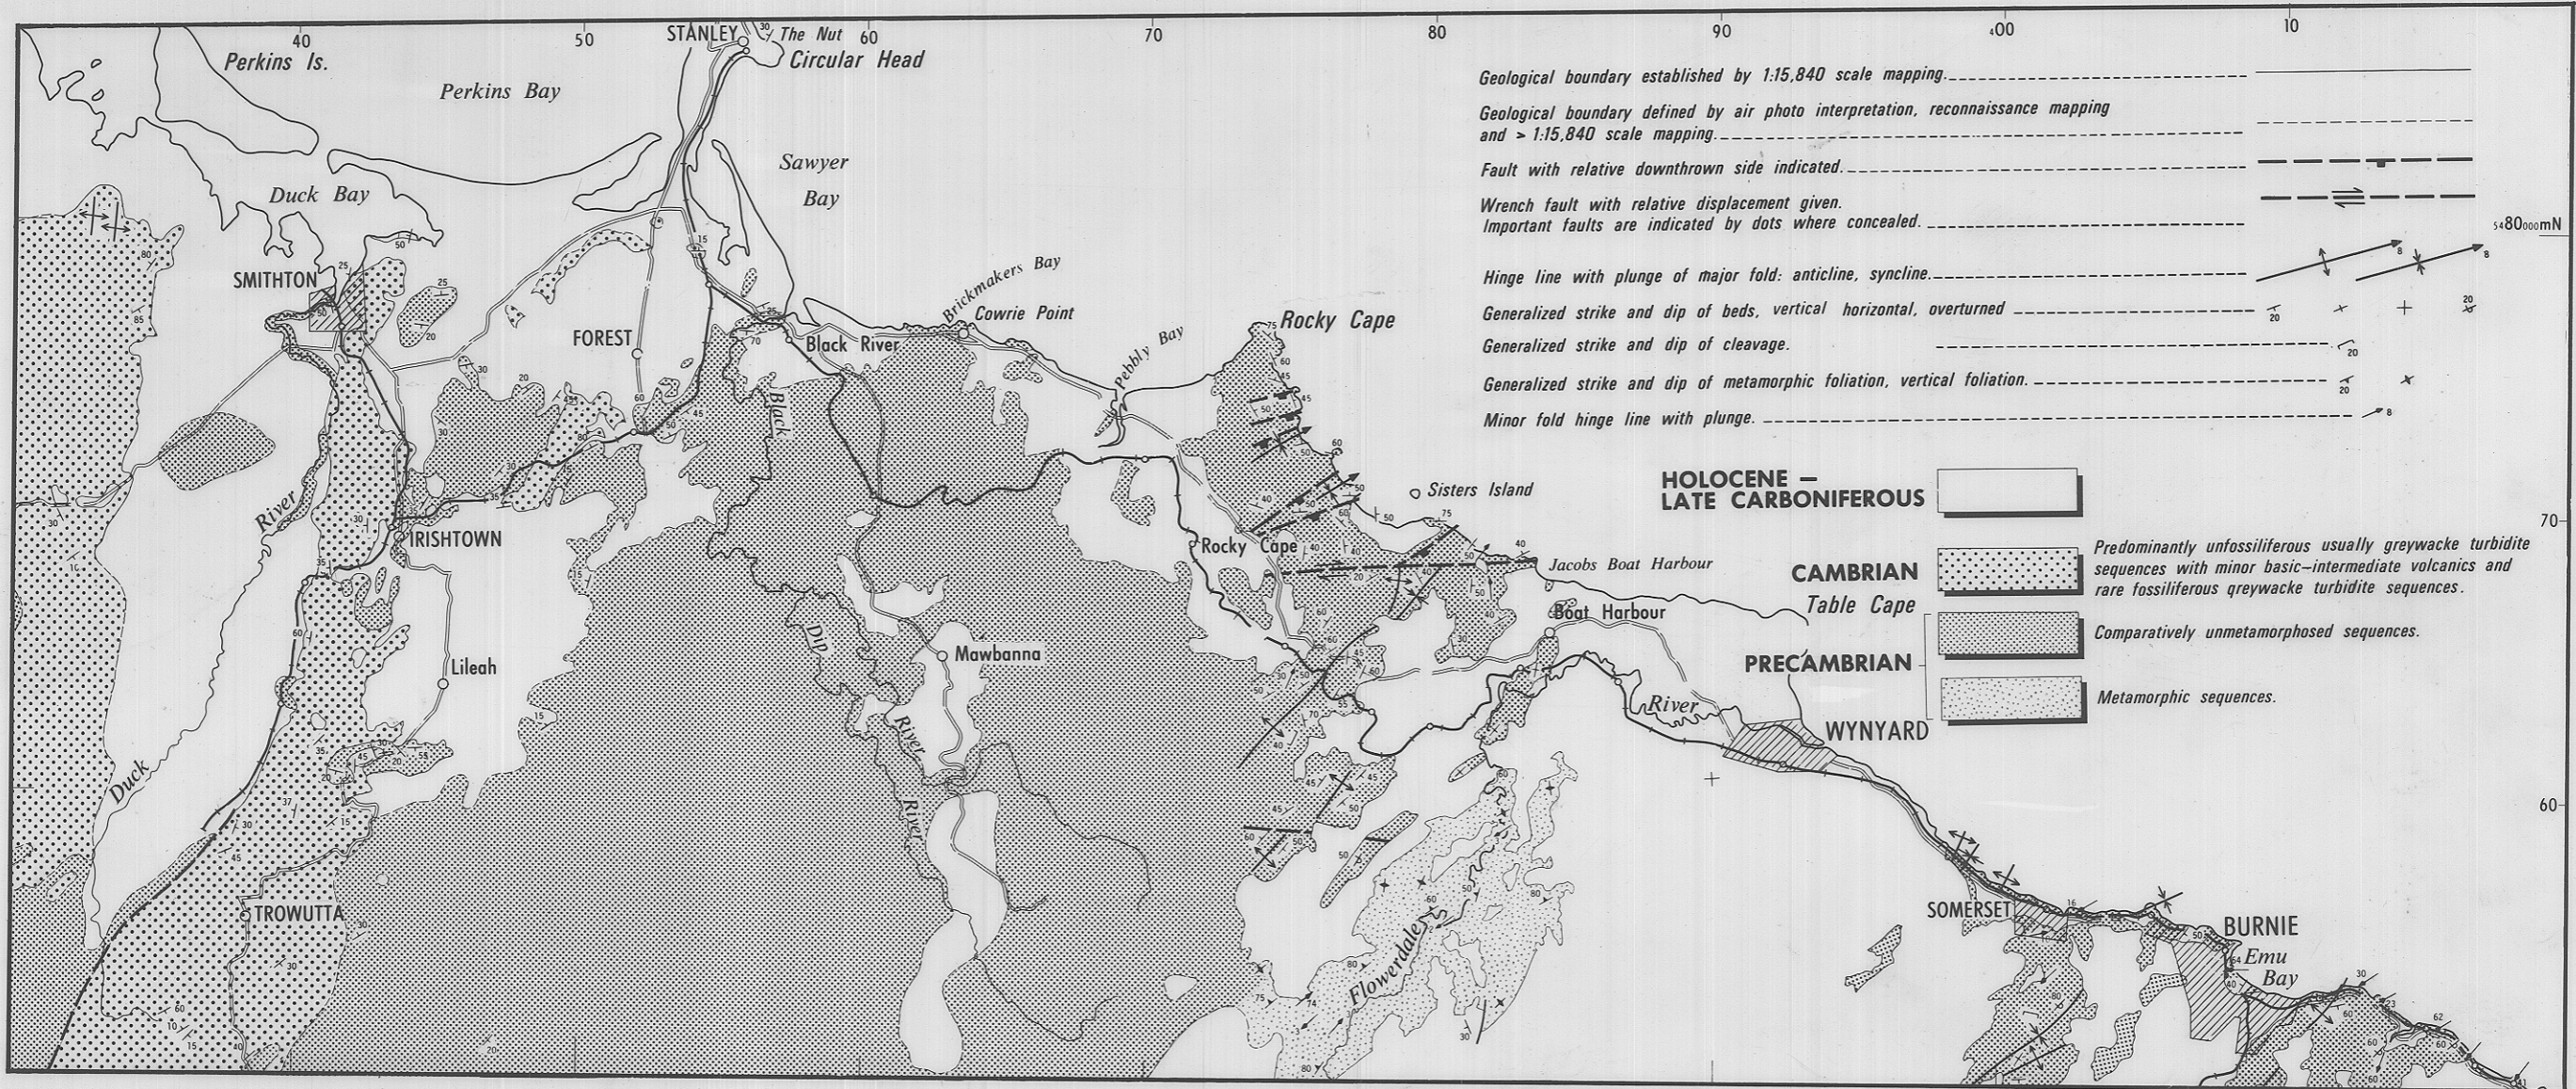 40
50
60
70
80
90
400
10
STANLEY
30
The Nut
Circular Head
Perkins Is.
Perkins Bay
Sawyer
Bay
Duck Bay
SMITHTON
FOREST
Brickmakers Bay
Cowrie Point
Black River
Pebbly Bay
Rocky Cape
Black
River
IRISHTOWN
Sisters Island
Rocky Cape
Jacobs Boat Harbour
Boat Harbour
Table Cape
Lileah
Dip
River
Mawbanna
River
River
WYNYARD
Duck
TROWUTTA
Flowerdale
SOMERSET
BURNIE
Emu
Bay
Geological boundary established by 1:15,840 scale mapping.
Geological boundary defined by air photo interpretation, reconnaissance mapping
and > 1:15,840 scale mapping.
Fault with relative downthrown side indicated.
Wrench fault with relative displacement given.
Important faults are indicated by dots where concealed.
Hinge line with plunge of major fold: anticline, syncline. 8 8
Generalized strike and dip of beds, vertical horizontal, overturned 20 20
Generalized strike and dip of cleavage. 20
Generalized strike and dip of metamorphic foliation, vertical foliation. 20
Minor fold hinge line with plunge. 8
5480000mN
70
60
HOLOCENE –
LATE CARBONIFEROUS
CAMBRIAN
Predominantly unfossiliferous usually greywacke turbidite
sequences with minor basic–intermediate volcanics and
rare fossiliferous greywacke turbidite sequences.
PRECAMBRIAN
Comparatively unmetamorphosed sequences.
Metamorphic sequences.